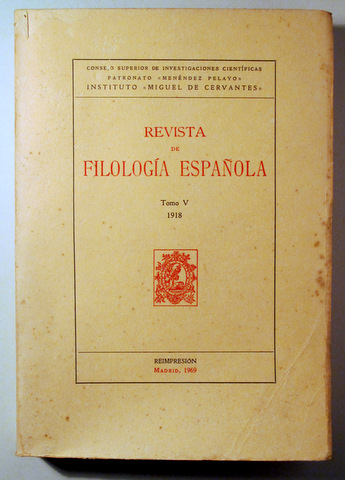 CONSEJO SUPERIOR DE INVESTIGACIONES CIENTÍFICAS
PATRONATO «MENÉNDEZ PELAYO»
INSTITUTO «MIGUEL DE CERVANTES»
REVISTA
DE
FILOLOGÍA ESPAÑOLA
Tomo V
1918
REIMPRESIÓN
MADRID, 1969